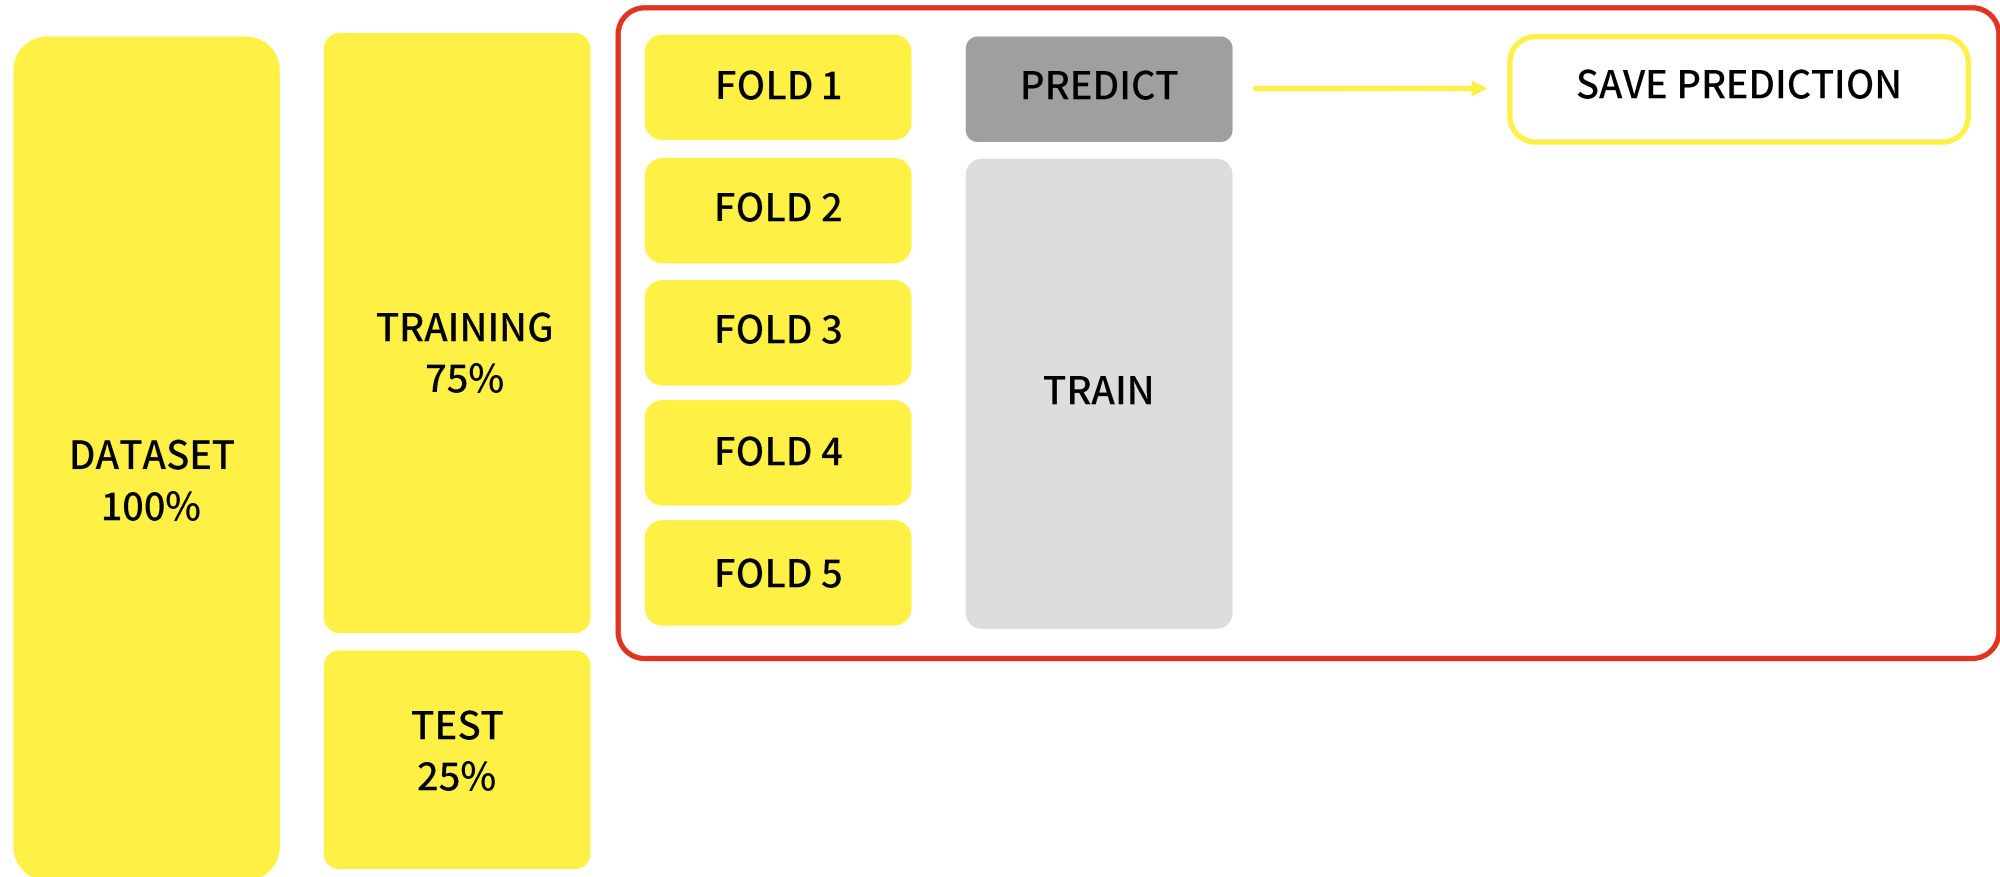 DATASET
100%
TRAINING
75%
TEST
25%
FOLD 1
FOLD 2
FOLD 3
FOLD 4
FOLD 5
PREDICT
TRAIN
SAVE PREDICTION